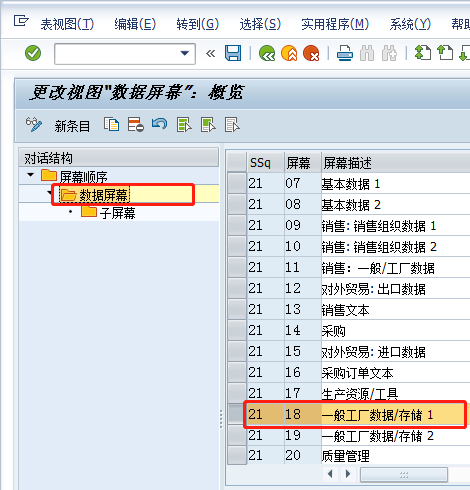 表视图(T) 编辑(E) 转到(G) 选择(S) 实用程序(M) 系统(Y) 帮助
更改视图“数据屏幕”：概览
新条目
对话结构
屏幕顺序
数据屏幕
子屏幕
SSq 屏幕 屏幕描述
21 07 基本数据 1
21 08 基本数据 2
21 09 销售: 销售组织数据 1
21 10 销售: 销售组织数据 2
21 11 销售：一般/工厂数据
21 12 对外贸易: 出口数据
21 13 销售文本
21 14 采购
21 15 对外贸易: 进口数据
21 16 采购订单文本
21 17 生产资源/工具
21 18 一般工厂数据/存储 1
21 19 一般工厂数据/存储 2
21 20 质量管理